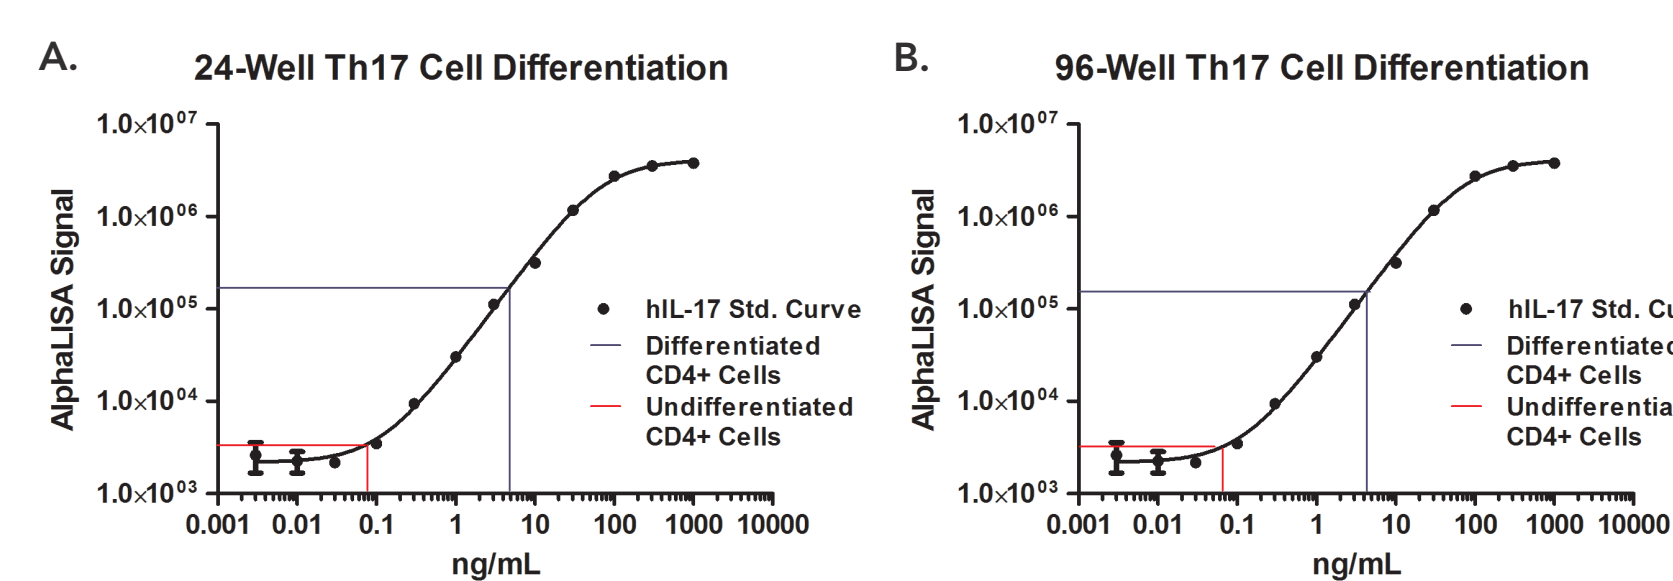 A.
24-Well Th17 Cell Differentiation
AlphaLISA Signal
1.0×10⁰⁷
1.0×10⁰⁶
1.0×10⁰⁵
1.0×10⁰⁴
1.0×10⁰³
0.001 0.01 0.1 1 10 100 1000 10000
ng/mL
hIL-17 Std. Curve
Differentiated
CD4+ Cells
Undifferentiated
CD4+ Cells
B.
96-Well Th17 Cell Differentiation
AlphaLISA Signal
1.0×10⁰⁷
1.0×10⁰⁶
1.0×10⁰⁵
1.0×10⁰⁴
1.0×10⁰³
0.001 0.01 0.1 1 10 100 1000 10000
ng/mL
hIL-17 Std.
CD4+ Cells
CD4+ Cells